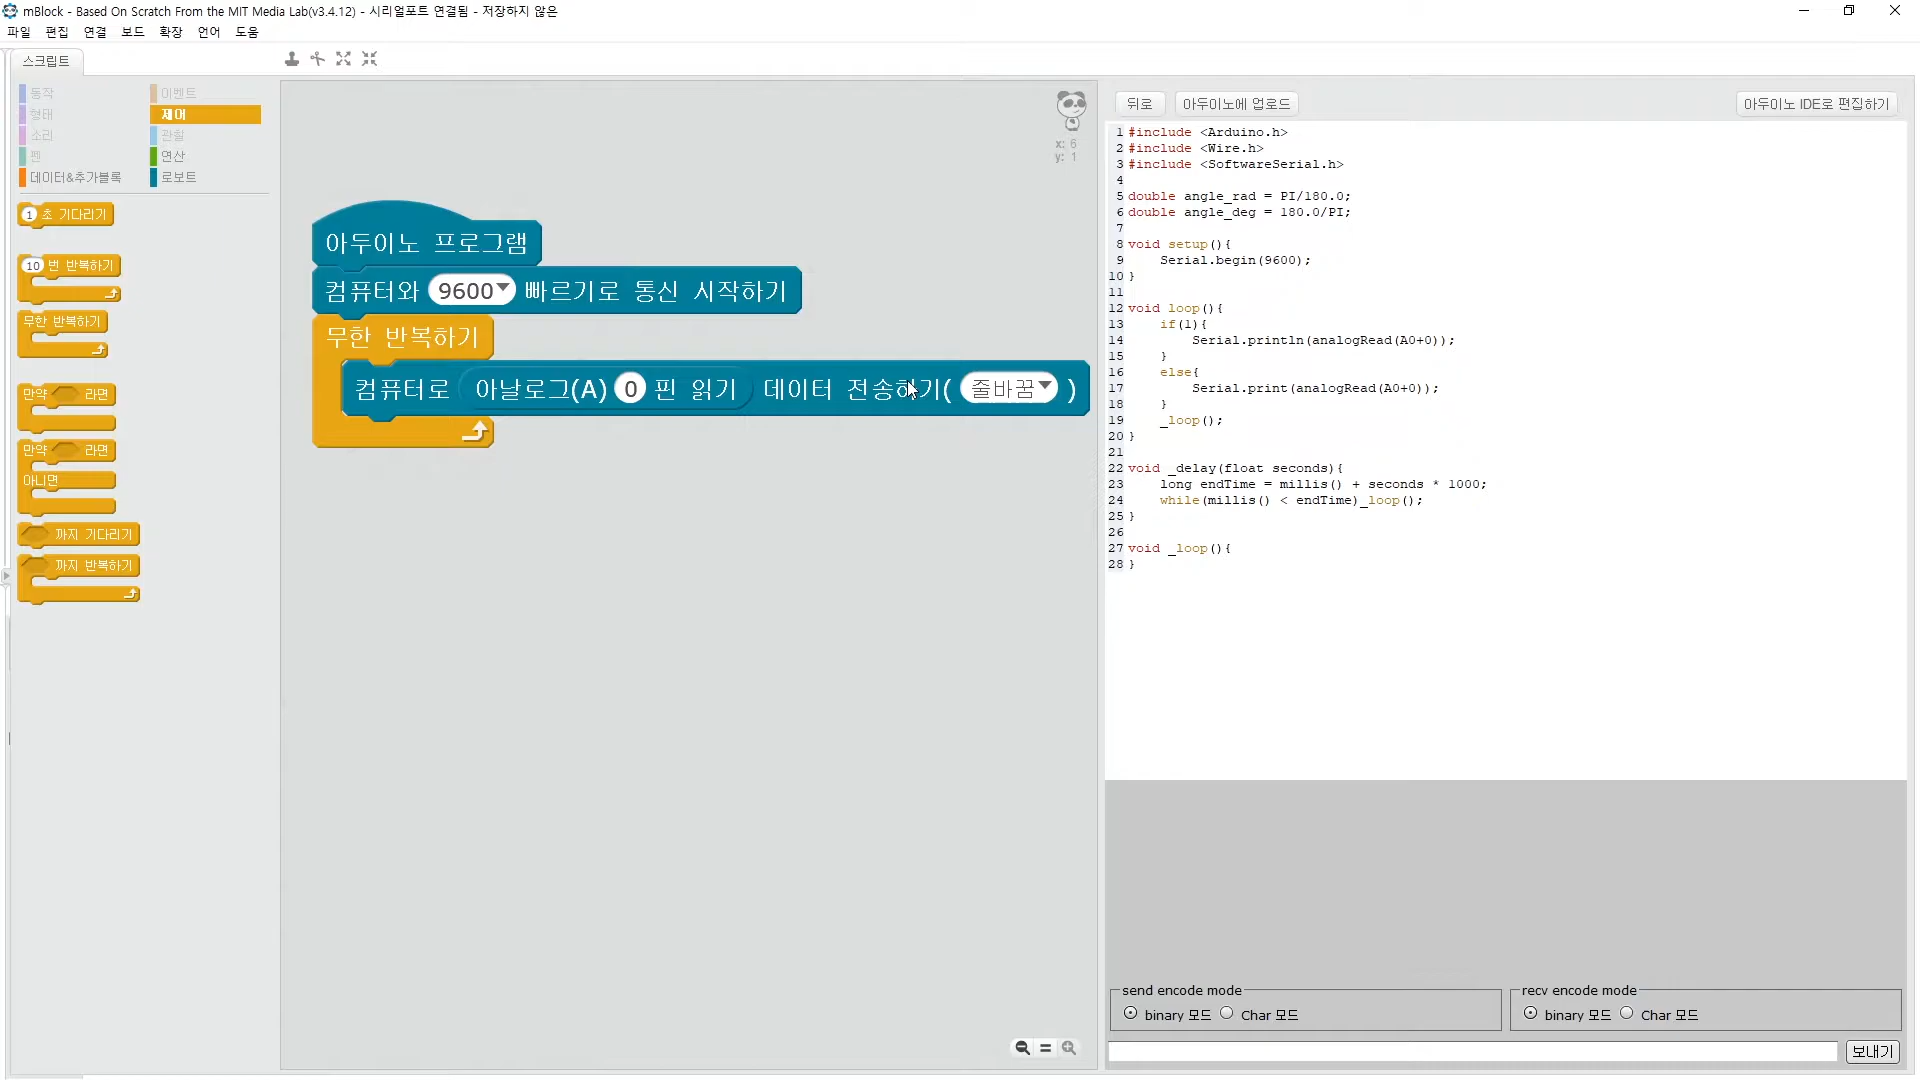 mBlock - Based On Scratch From the MIT Media Lab(v3.4.12) - 시리얼포트 연결됨 - 저장하지 않은
파일 편집 연결 보드 확장 언어 도움
스크립트
동작 이벤트
형태 제어
소리 관찰
펜 연산
데이터&추가블록 로보트
1 초 기다리기
10 번 반복하기
무한 반복하기
만약 라면
만약 라면
아니면
까지 기다리기
까지 반복하기
x: 6
y: 1
아두이노 프로그램
컴퓨터와 9600 빠르기로 통신 시작하기
무한 반복하기
컴퓨터로 아날로그(A) 0 핀 읽기 데이터 전송하기( 줄바꿈 )
뒤로 아두이노에 업로드 아두이노 IDE로 편집하기
1 #include <Arduino.h>
2 #include <Wire.h>
3 #include <SoftwareSerial.h>
4
5 double angle_rad = PI/180.0;
6 double angle_deg = 180.0/PI;
7
8 void setup(){
9 Serial.begin(9600);
10 }
11
12 void loop(){
13 if(1){
14 Serial.println(analogRead(A0+0));
15 }
16 else{
17 Serial.print(analogRead(A0+0));
18 }
19 _loop();
20 }
21
22 void _delay(float seconds){
23 long endTime = millis() + seconds * 1000;
24 while(millis() < endTime)_loop();
25 }
26
27 void _loop(){
28 }
send encode mode
binary 모드 Char 모드
recv encode mode
binary 모드 Char 모드
보내기